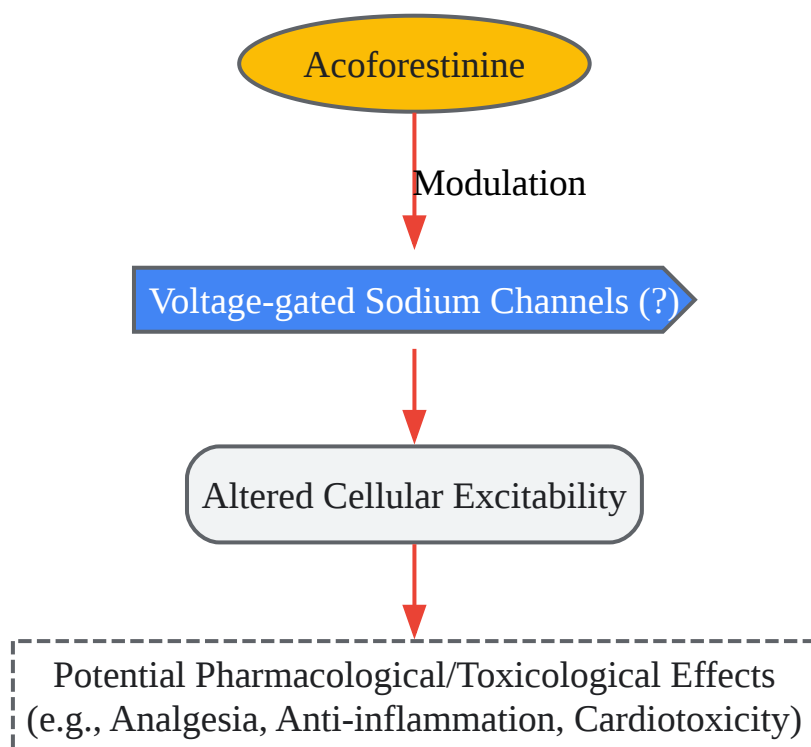 Acoforestinine
Modulation
Voltage-gated Sodium Channels (?)
Altered Cellular Excitability
Potential Pharmacological/Toxicological Effects
(e.g., Analgesia, Anti-inflammation, Cardiotoxicity)